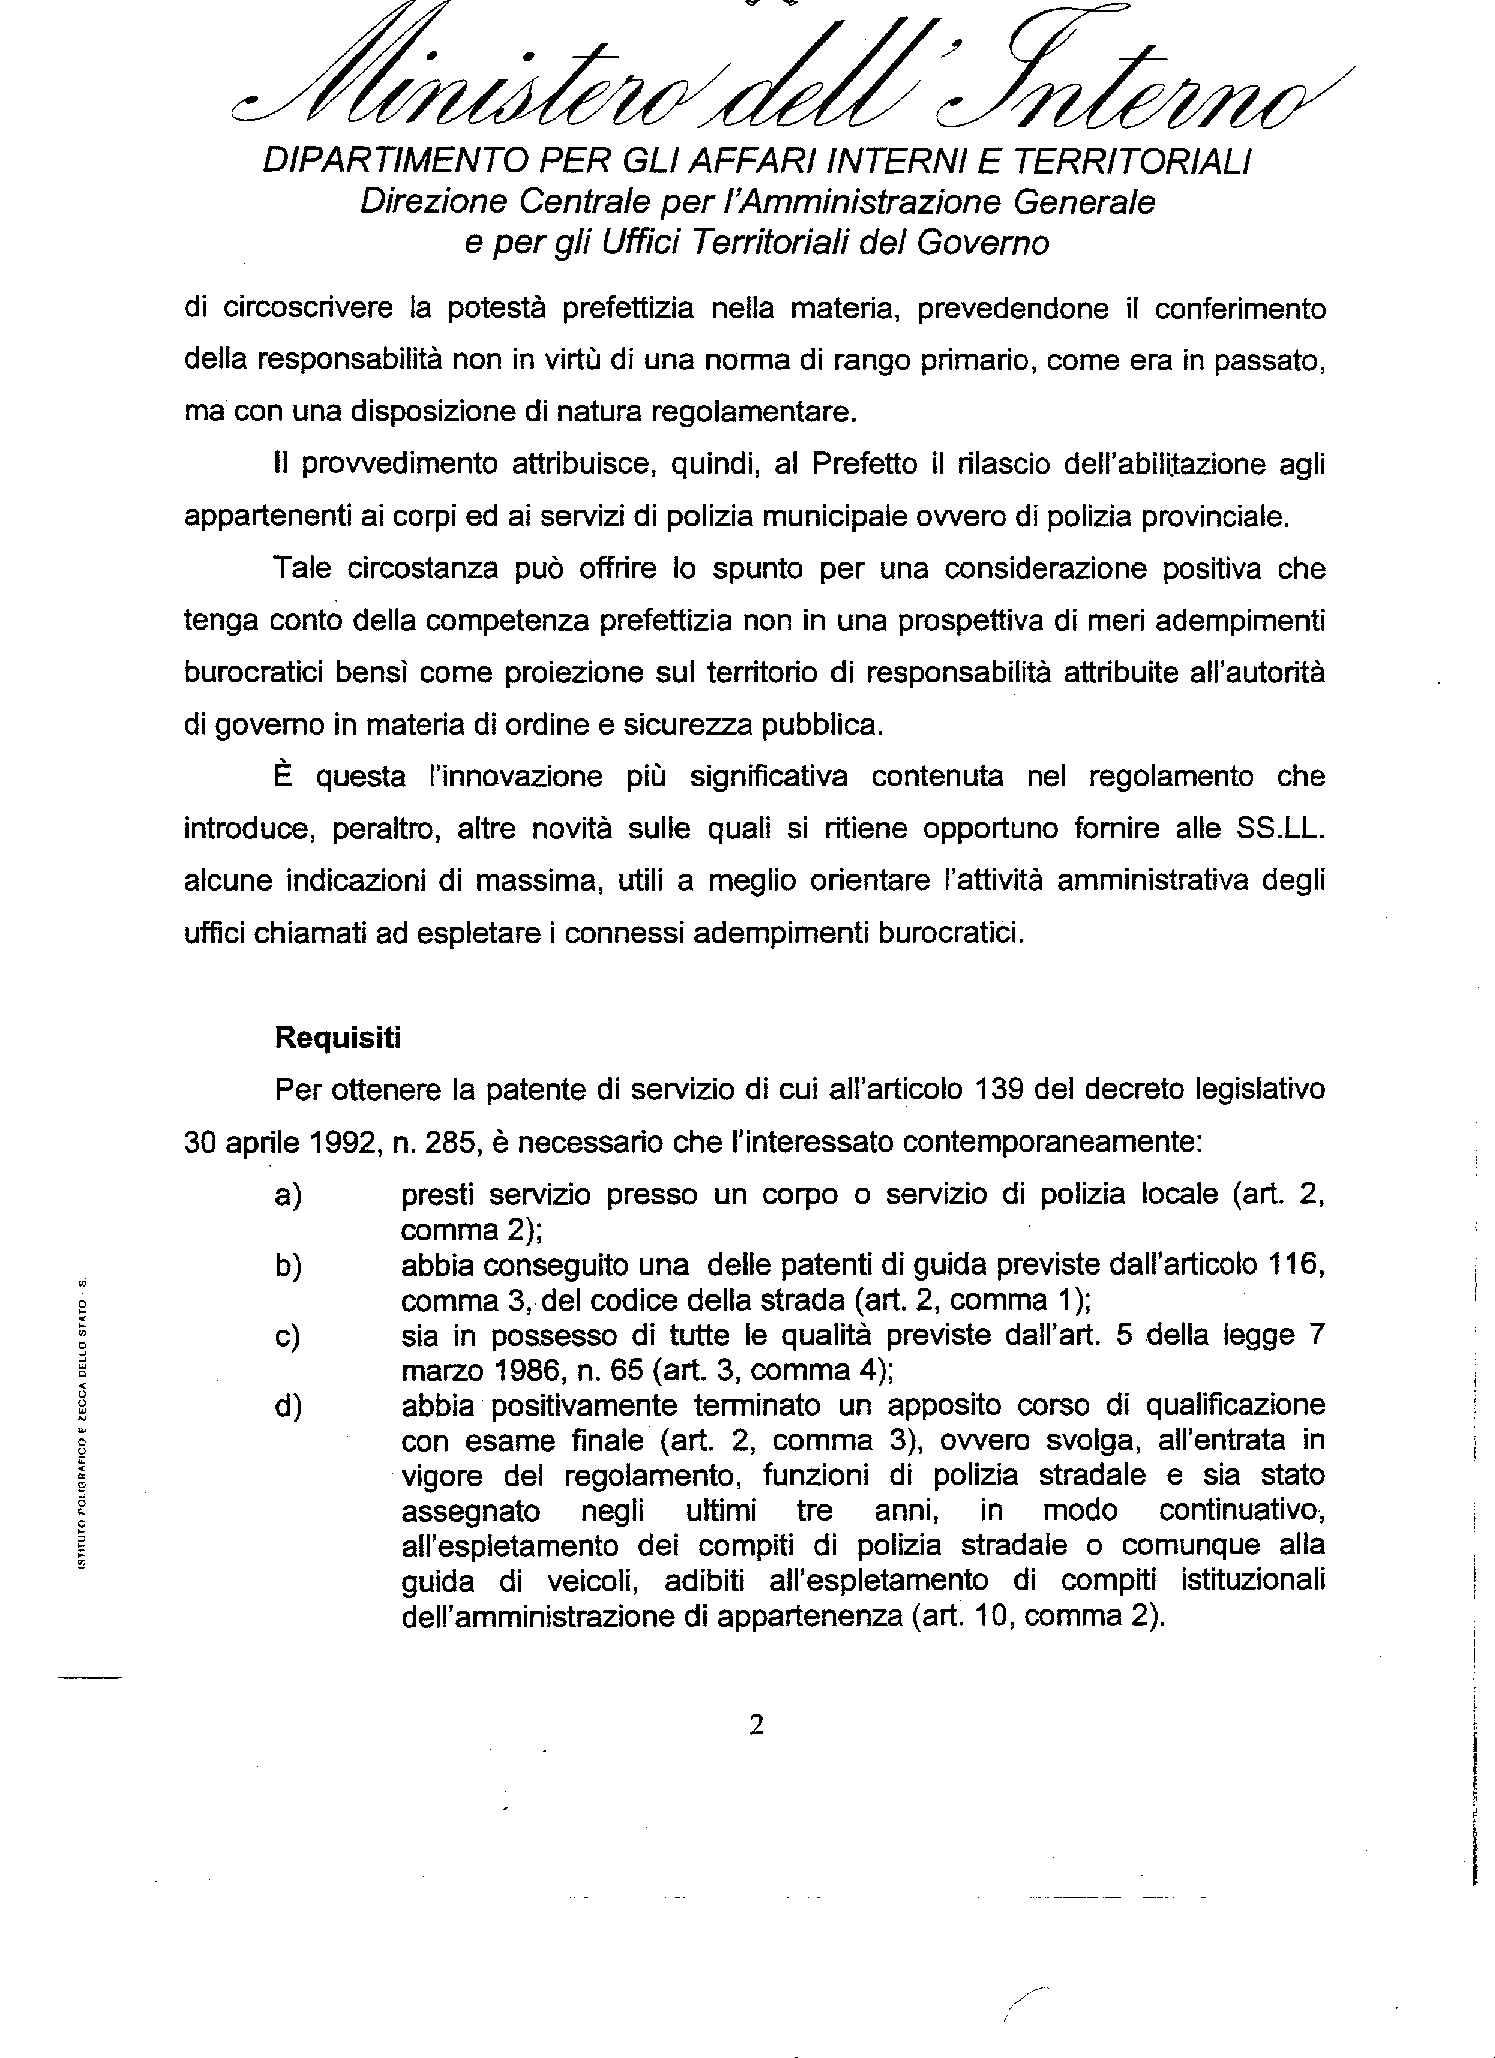 Ministero dell'Interno
DIPARTIMENTO PER GLI AFFARI INTERNI E TERRITORIALI
Direzione Centrale per l'Amministrazione Generale
e per gli Uffici Territoriali del Governo
di circoscrivere la potestà prefettizia nella materia, prevedendone il conferimento
della responsabilità non in virtù di una norma di rango primario, come era in passato,
ma con una disposizione di natura regolamentare.
Il provvedimento attribuisce, quindi, al Prefetto il rilascio dell'abilitazione agli
appartenenti ai corpi ed ai servizi di polizia municipale ovvero di polizia provinciale.
Tale circostanza può offrire lo spunto per una considerazione positiva che
tenga conto della competenza prefettizia non in una prospettiva di meri adempimenti
burocratici bensì come proiezione sul territorio di responsabilità attribuite all'autorità
di governo in materia di ordine e sicurezza pubblica.
È questa l'innovazione più significativa contenuta nel regolamento che
introduce, peraltro, altre novità sulle quali si ritiene opportuno fornire alle SS.LL.
alcune indicazioni di massima, utili a meglio orientare l'attività amministrativa degli
uffici chiamati ad espletare i connessi adempimenti burocratici.
Requisiti
Per ottenere la patente di servizio di cui all'articolo 139 del decreto legislativo
30 aprile 1992, n. 285, è necessario che l'interessato contemporaneamente:
a) presti servizio presso un corpo o servizio di polizia locale (art. 2,
comma 2);
b) abbia conseguito una delle patenti di guida previste dall'articolo 116,
comma 3, del codice della strada (art. 2, comma 1);
c) sia in possesso di tutte le qualità previste dall'art. 5 della legge 7
marzo 1986, n. 65 (art. 3, comma 4);
d) abbia positivamente terminato un apposito corso di qualificazione
con esame finale (art. 2, comma 3), ovvero svolga, all'entrata in
vigore del regolamento, funzioni di polizia stradale e sia stato
assegnato negli ultimi tre anni, in modo continuativo,
all'espletamento dei compiti di polizia stradale o comunque alla
guida di veicoli, adibiti all'espletamento di compiti istituzionali
dell'amministrazione di appartenenza (art. 10, comma 2).
ISTITUTO POLIGRAFICO E ZECCA DELLO STATO - S.
2